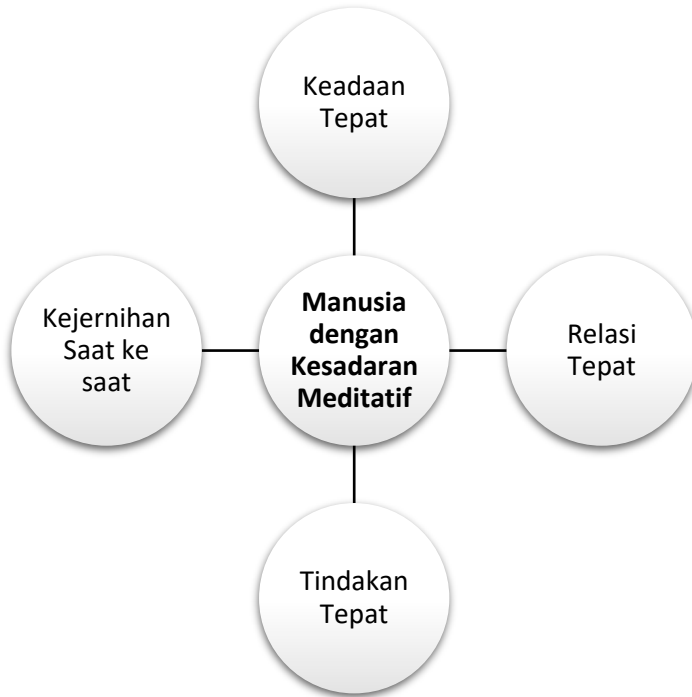 Keadaan
Tepat
Kejernihan
Saat ke
saat
Manusia
dengan
Kesadaran
Meditatif
Relasi
Tepat
Tindakan
Tepat